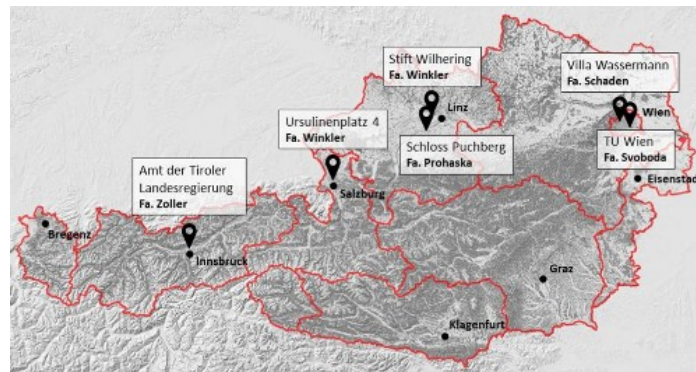 Stift Wilhering
Fa. Winkler
Villa Wassermann
Fa. Schaden
Linz
Wien
Ursulinenplatz 4
Fa. Winkler
Schloss Puchberg
Fa. Prohaska
TU Wien
Fa. Svoboda
Amt der Tiroler
Landesregierung
Fa. Zoller
Salzburg
Eisenstad
Bregenz
Innsbruck
Graz
Klagenfurt